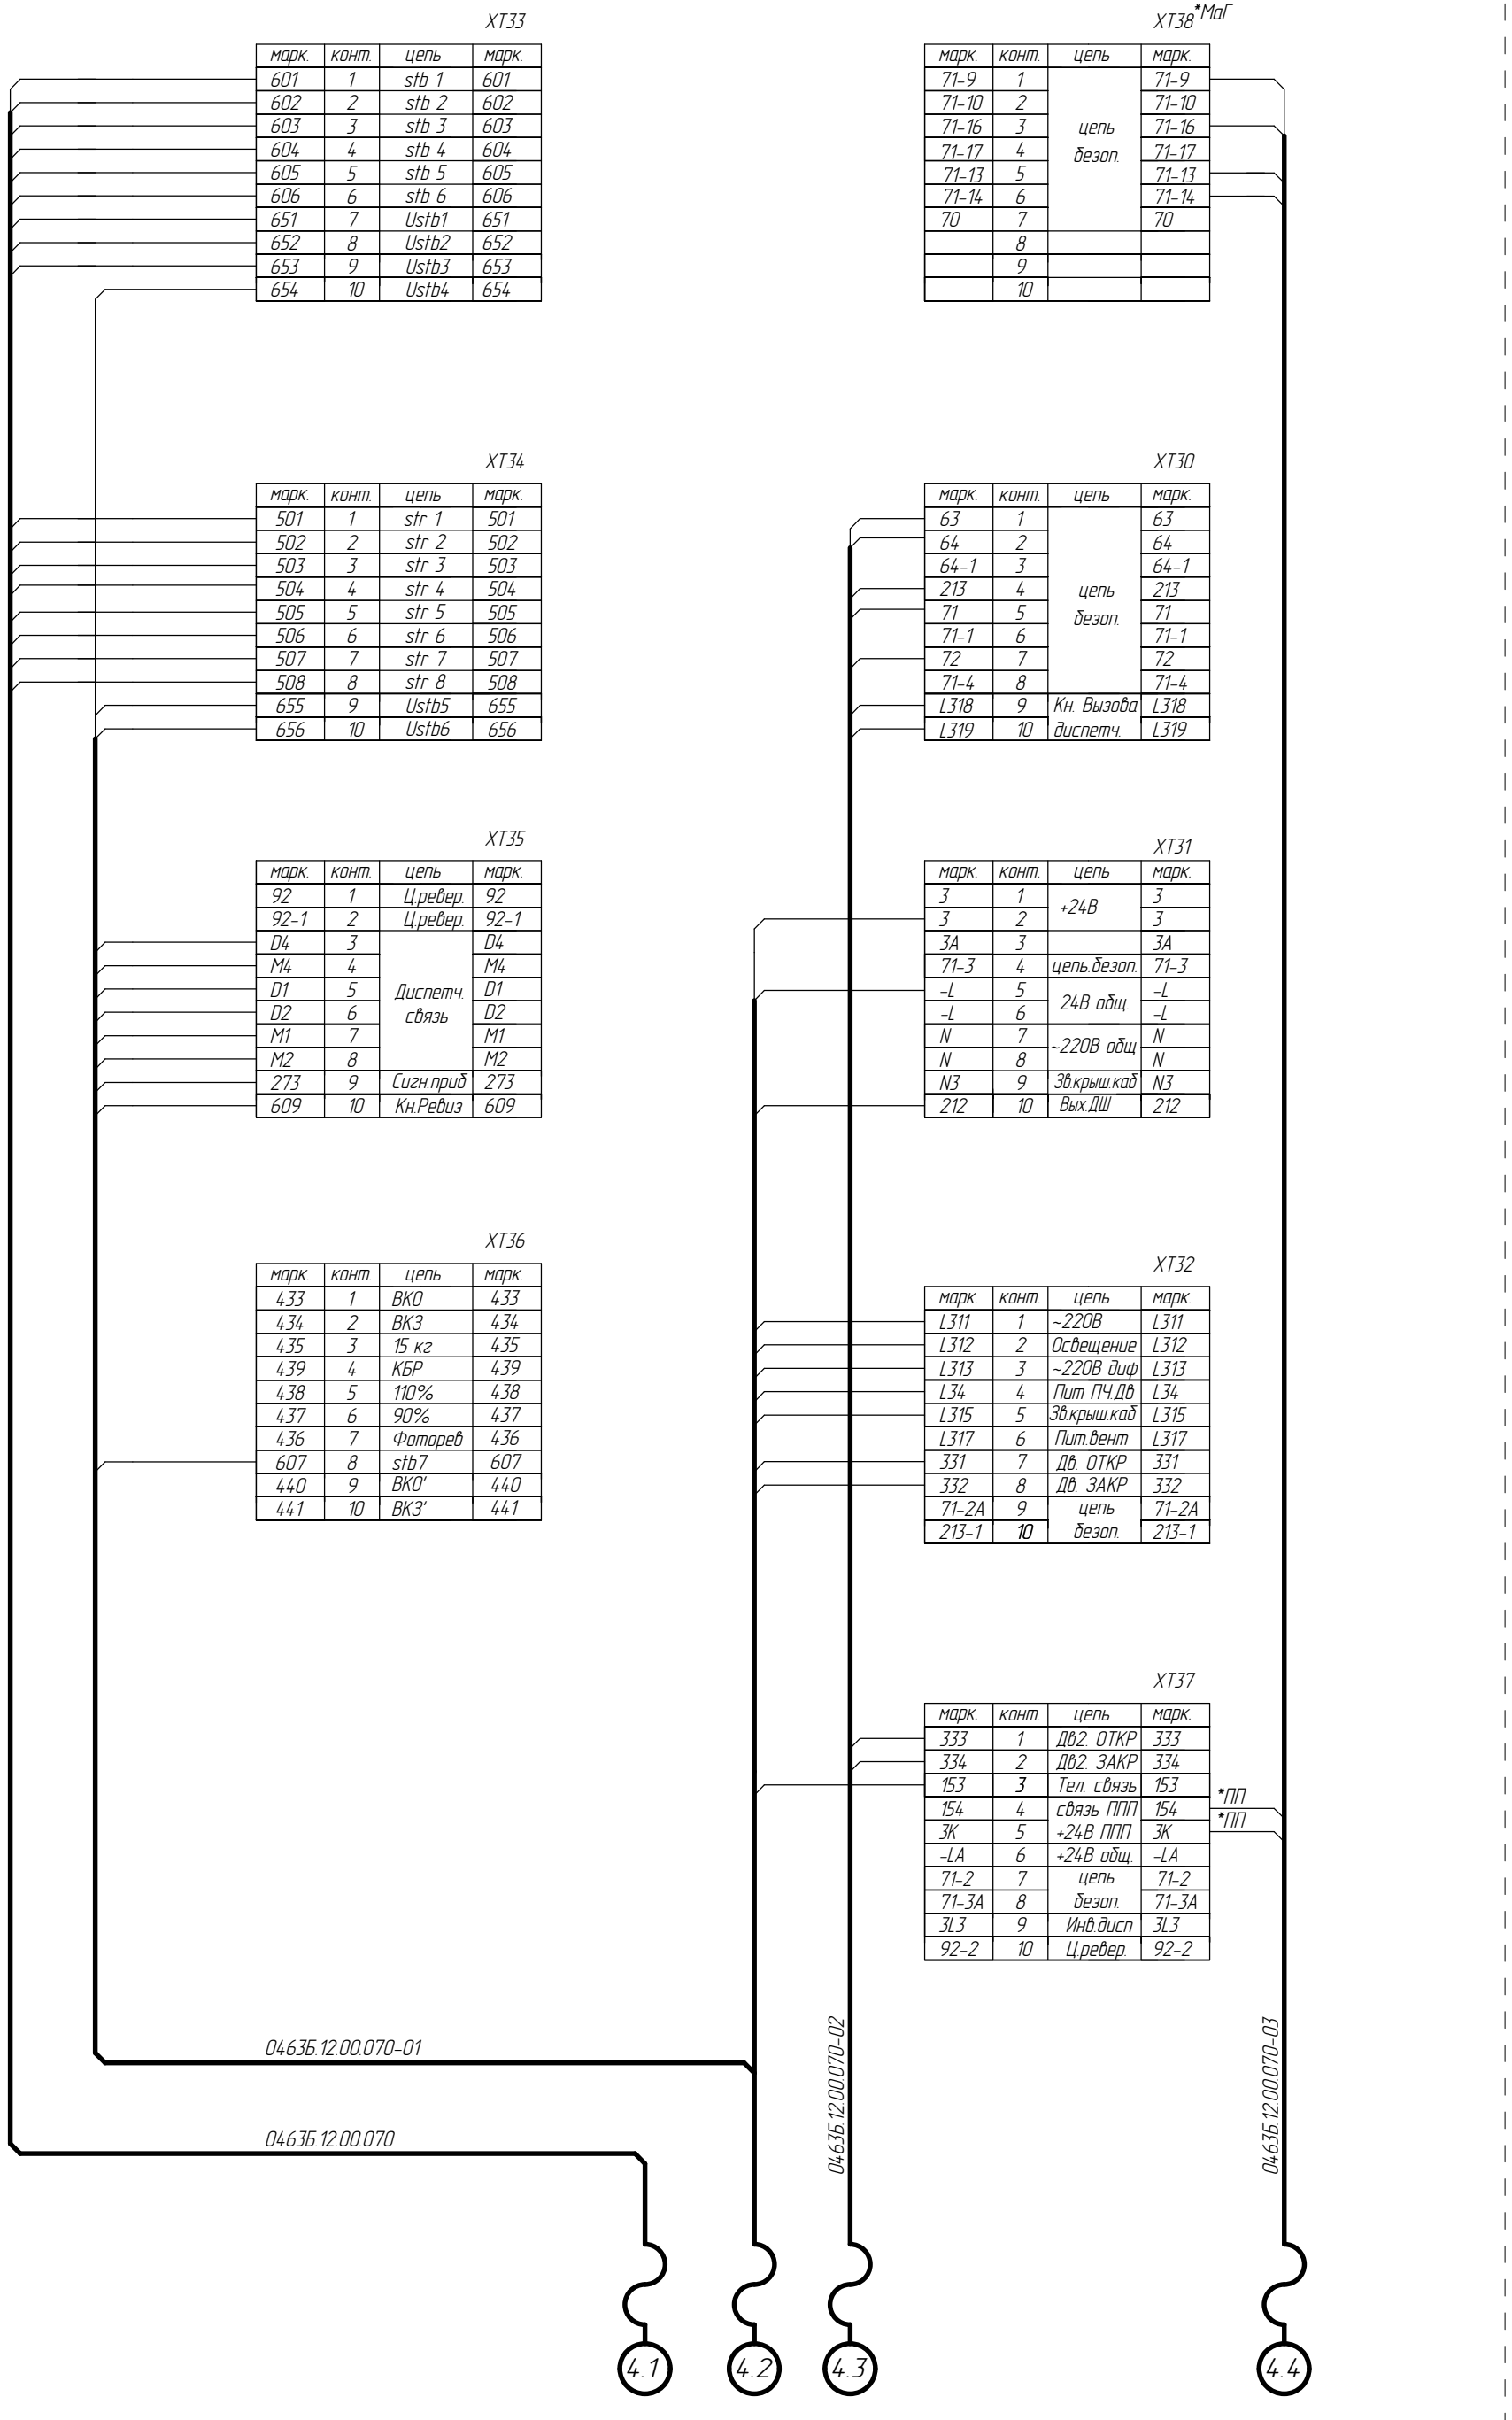 XT33
марк. конт. цепь марк.
601 1 stb 1 601
602 2 stb 2 602
603 3 stb 3 603
604 4 stb 4 604
605 5 stb 5 605
606 6 stb 6 606
651 7 Ustb1 651
652 8 Ustb2 652
653 9 Ustb3 653
654 10 Ustb4 654
XT34
марк. конт. цепь марк.
501 1 str 1 501
502 2 str 2 502
503 3 str 3 503
504 4 str 4 504
505 5 str 5 505
506 6 str 6 506
507 7 str 7 507
508 8 str 8 508
655 9 Ustb5 655
656 10 Ustb6 656
XT35
марк. конт. цепь марк.
92 1 Ц.ревер. 92
92-1 2 Ц.ревер. 92-1
D4 3 D4
M4 4 M4
D1 5 Диспетч. D1
D2 6 связь D2
M1 7 M1
M2 8 M2
273 9 Сигн.приб 273
609 10 Кн.Ревиз 609
XT36
марк. конт. цепь марк.
433 1 ВКО 433
434 2 ВКЗ 434
435 3 15 кг 435
439 4 КБР 439
438 5 110% 438
437 6 90% 437
436 7 Фоторев 436
607 8 stb7 607
440 9 ВКО' 440
441 10 ВКЗ' 441
XT38 *МаГ
марк. конт. цепь марк.
71-9 1 71-9
71-10 2 71-10
71-16 3 цепь 71-16
71-17 4 безоп. 71-17
71-13 5 71-13
71-14 6 71-14
70 7 70
8
9
10
XT30
марк. конт. цепь марк.
63 1 63
64 2 64
64-1 3 64-1
213 4 цепь 213
71 5 безоп. 71
71-1 6 71-1
72 7 72
71-4 8 71-4
L318 9 Кн. Вызова L318
L319 10 диспетч. L319
XT31
марк. конт. цепь марк.
3 1 +24В 3
3 2 3
3А 3 3А
71-3 4 цепь.безоп. 71-3
-L 5 24В общ. -L
-L 6 -L
N 7 ~220В общ N
N 8 N
N3 9 Зв.крыш.каб N3
212 10 Вых.ДШ 212
XT32
марк. конт. цепь марк.
L311 1 ~220В L311
L312 2 Освещение L312
L313 3 ~220В диф L313
L34 4 Пит ПЧ.Дв L34
L315 5 Зв.крыш.каб L315
L317 6 Пит.вент L317
331 7 Дв. ОТКР 331
332 8 Дв. ЗАКР 332
71-2А 9 цепь 71-2А
213-1 10 безоп. 213-1
XT37
марк. конт. цепь марк.
333 1 Дв2. ОТКР 333
334 2 Дв2. ЗАКР 334
153 3 Тел. связь 153
154 4 связь ППП 154 *ПП
3К 5 +24В ППП 3К *ПП
-LA 6 +24В общ. -LA
71-2 7 цепь 71-2
71-3А 8 безоп. 71-3А
3L3 9 Инв.дисп 3L3
92-2 10 Ц.ревер. 92-2
0463Б.12.00.070-01
0463Б.12.00.070
0463Б.12.00.070-02
0463Б.12.00.070-03
4.1 4.2 4.3 4.4